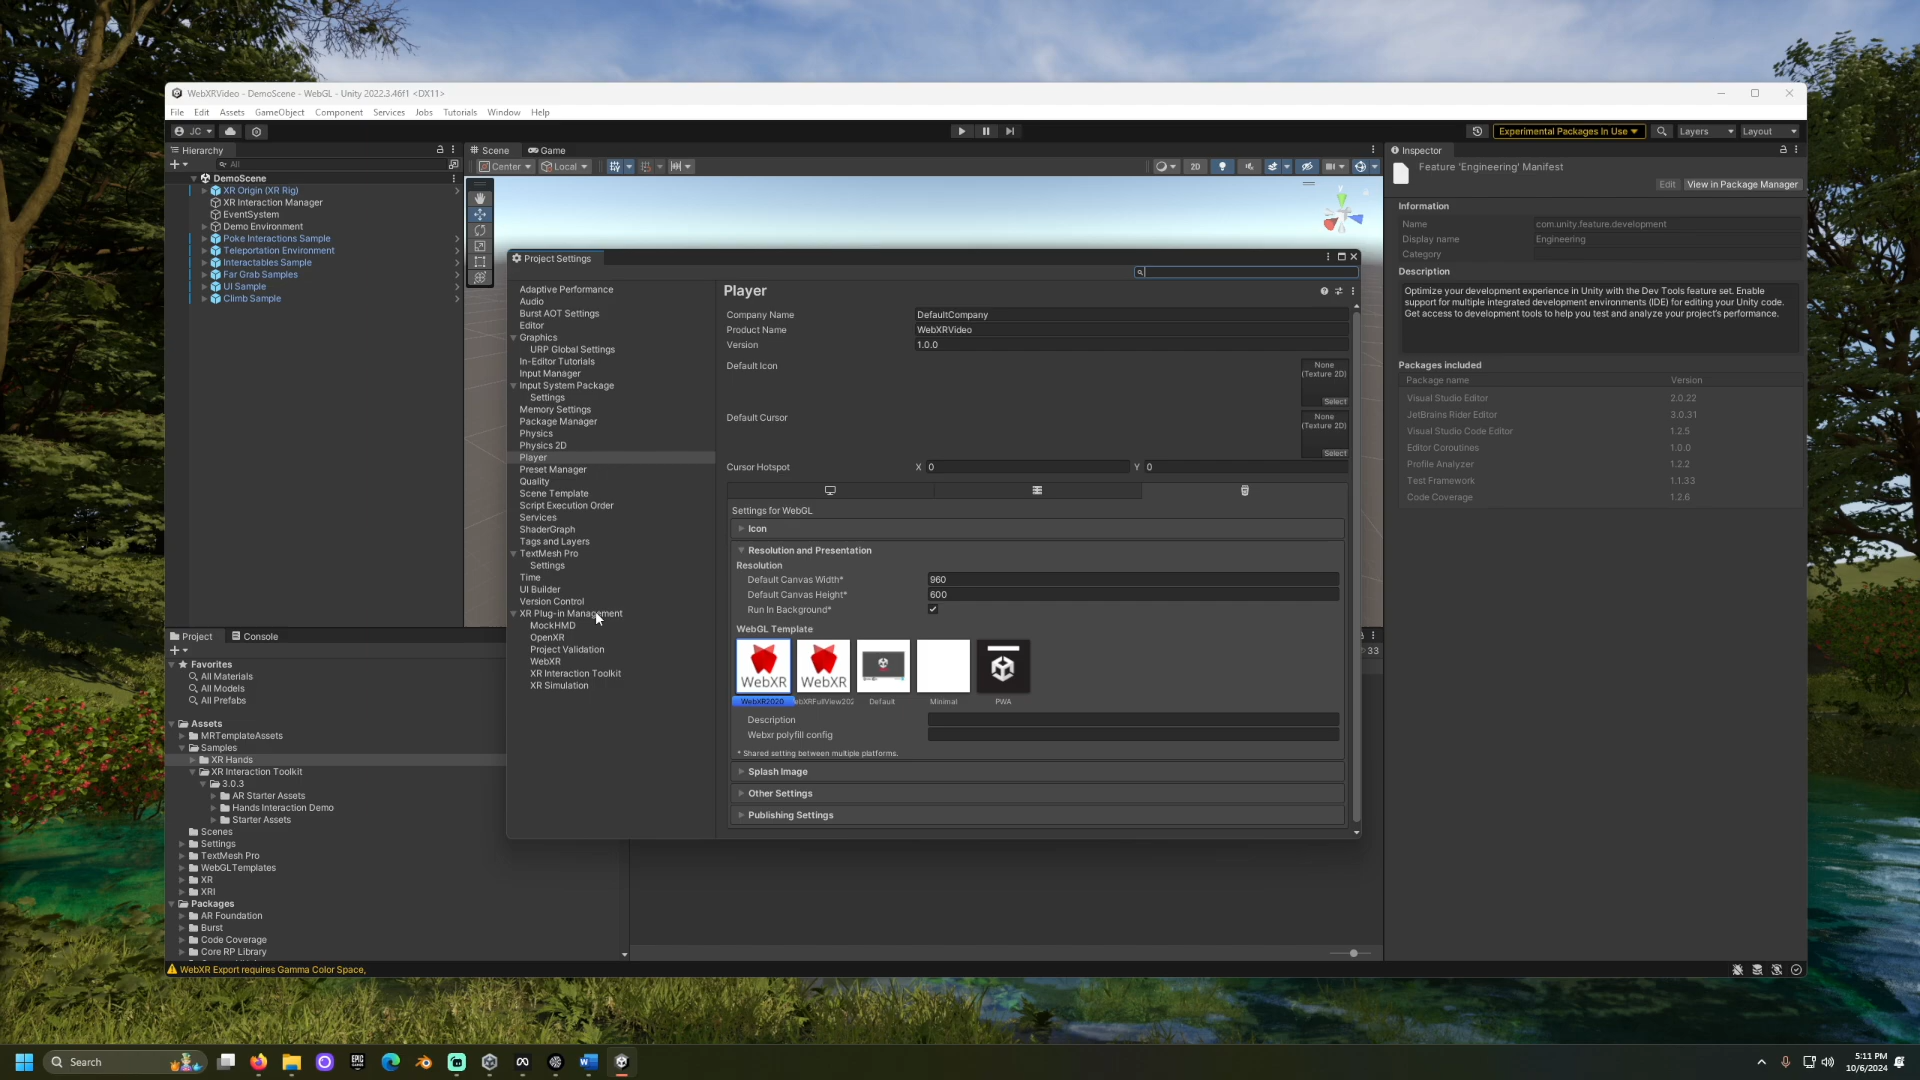 WebXRVideo - DemoScene - WebGL - Unity 2022.3.46f1 <DX11>
File Edit Assets GameObject Component Services Jobs Tutorials Window Help
JC Experimental Packages In Use Layers Layout
Hierarchy
All
DemoScene
XR Origin (XR Rig)
XR Interaction Manager
EventSystem
Demo Environment
Poke Interactions Sample
Teleportation Environment
Interactables Sample
Far Grab Samples
UI Sample
Climb Sample
Scene Game
Center Local 2D
Project Settings
Adaptive Performance
Audio
Burst AOT Settings
Editor
Graphics
URP Global Settings
In-Editor Tutorials
Input Manager
Input System Package
Settings
Memory Settings
Package Manager
Physics
Physics 2D
Player
Preset Manager
Quality
Scene Template
Script Execution Order
Services
ShaderGraph
Tags and Layers
TextMesh Pro
Settings
Time
UI Builder
Version Control
XR Plug-in Management
MockHMD
OpenXR
Project Validation
WebXR
XR Interaction Toolkit
XR Simulation
Player
Company Name DefaultCompany
Product Name WebXRVideo
Version 1.0.0
Default Icon
None
(Texture 2D)
Select
Default Cursor
None
(Texture 2D)
Select
Cursor Hotspot X 0 Y 0
Settings for WebGL
Icon
Resolution and Presentation
Resolution
Default Canvas Width* 960
Default Canvas Height* 600
Run In Background*
WebGL Template
WebXR WebXR
WebXR2020 bXRFullView202 Default Minimal PWA
Description
Webxr polyfill config
* Shared setting between multiple platforms.
Splash Image
Other Settings
Publishing Settings
Inspector
Feature 'Engineering' Manifest
Edit View in Package Manager
Information
Name com.unity.feature.development
Display name Engineering
Category
Description
Optimize your development experience in Unity with the Dev Tools feature set. Enable
support for multiple integrated development environments (IDE) for editing your Unity code.
Get access to development tools to help you test and analyze your project's performance.
Packages included
Package name Version
Visual Studio Editor 2.0.22
JetBrains Rider Editor 3.0.31
Visual Studio Code Editor 1.2.5
Editor Coroutines 1.0.0
Profile Analyzer 1.2.2
Test Framework 1.1.33
Code Coverage 1.2.6
Project Console
33
Favorites
All Materials
All Models
All Prefabs
Assets
MRTemplateAssets
Samples
XR Hands
XR Interaction Toolkit
3.0.3
AR Starter Assets
Hands Interaction Demo
Starter Assets
Scenes
Settings
TextMesh Pro
WebGLTemplates
XR
XRI
Packages
AR Foundation
Burst
Code Coverage
Core RP Library
WebXR Export requires Gamma Color Space,
Search
EPIC
5:11 PM
10/6/2024